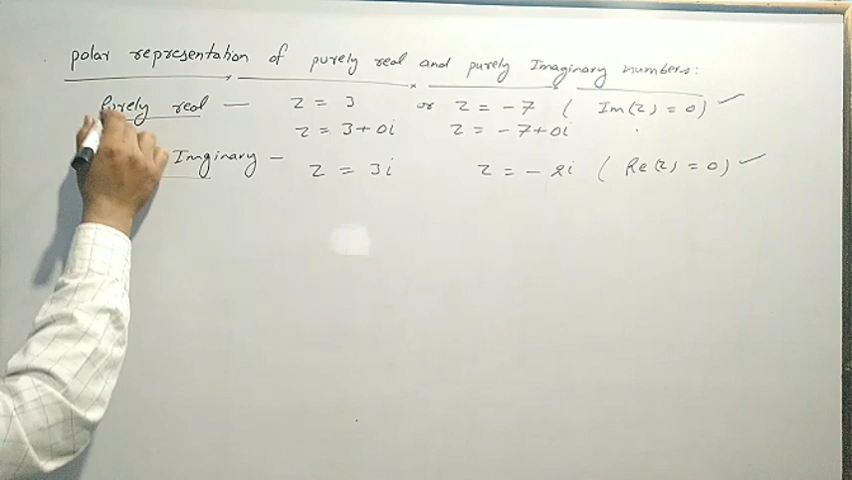 polar representation of purely real and purely Imaginary numbers:
Purely real — z = 3 or z = -7 ( Im(z) = 0 ) ✓
z = 3 + 0i z = -7 + 0i
Imginary - z = 3i z = - 2i ( Re(z) = 0 ) ✓